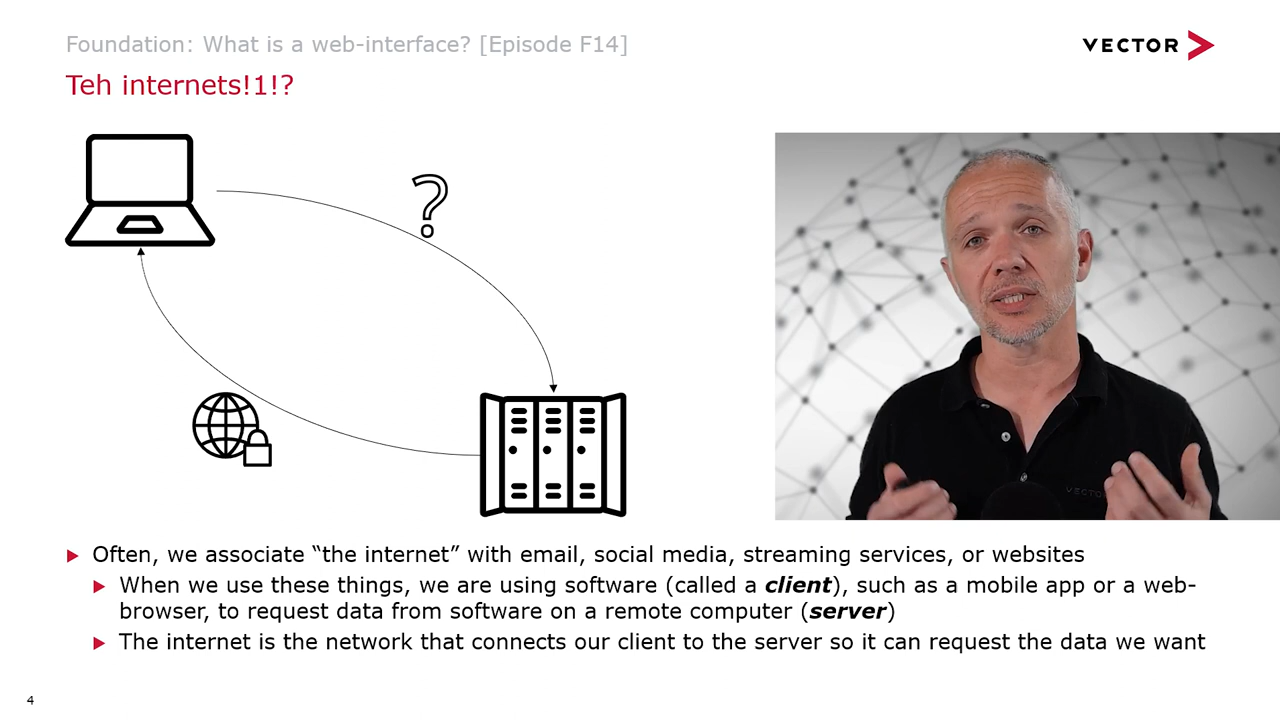 Foundation: What is a web-interface? [Episode F14]
VECTOR
Teh internets!1!?
?
VECTOR
Often, we associate “the internet” with email, social media, streaming services, or websites
When we use these things, we are using software (called a client), such as a mobile app or a web-
browser, to request data from software on a remote computer (server)
The internet is the network that connects our client to the server so it can request the data we want
4